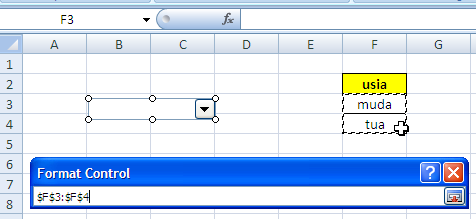 F3
fx
A B C D E F G
1
2 usia
3 muda
4 tua
5
6
7
8
Format Control ?
$F$3:$F$4